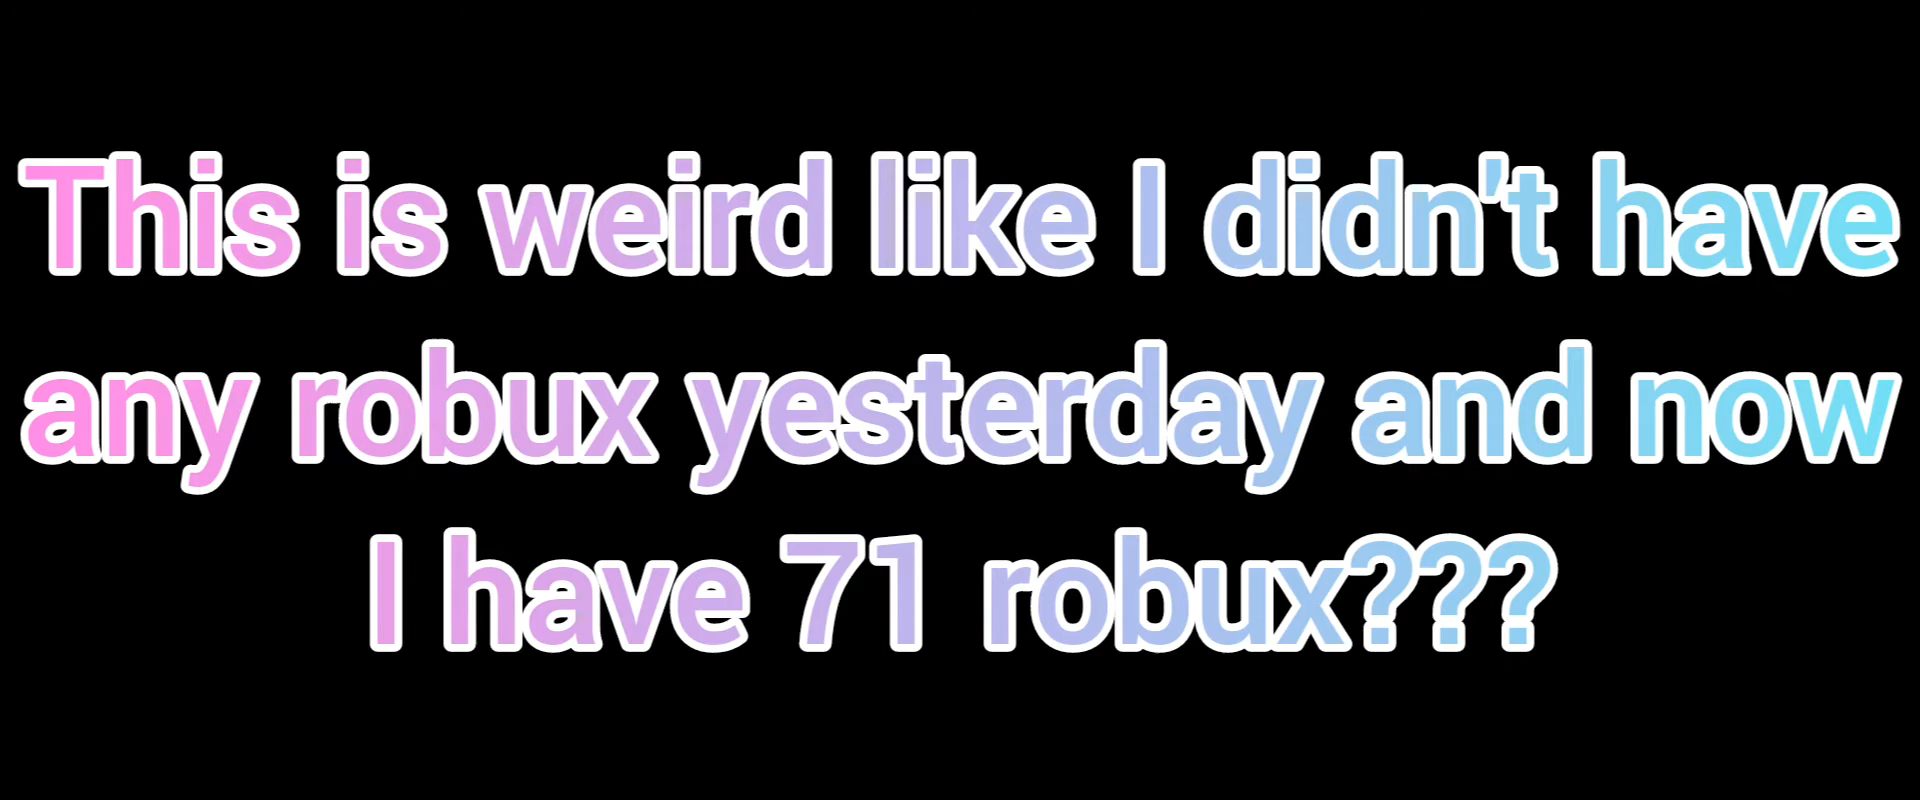 This is weird like I didn't have
any robux yesterday and now
I have 71 robux???